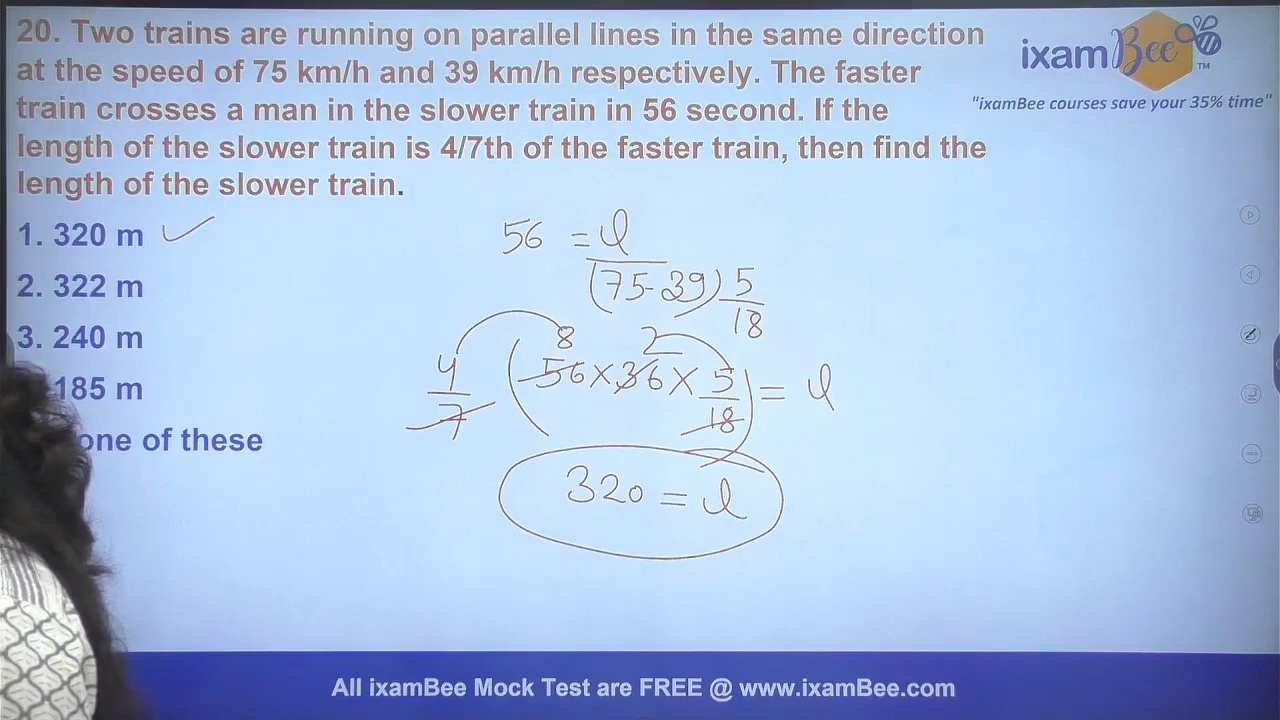 20. Two trains are running on parallel lines in the same direction
at the speed of 75 km/h and 39 km/h respectively. The faster
train crosses a man in the slower train in 56 second. If the
length of the slower train is 4/7th of the faster train, then find the
length of the slower train.
ixamBee TM
"ixamBee courses save your 35% time"
1. 320 m ✓
2. 322 m
3. 240 m
185 m
one of these
56 = l
(75-39) 5
18
8 2
4 (56 × 36 × 5) = l
7 18
320 = l
All ixamBee Mock Test are FREE @ www.ixamBee.com